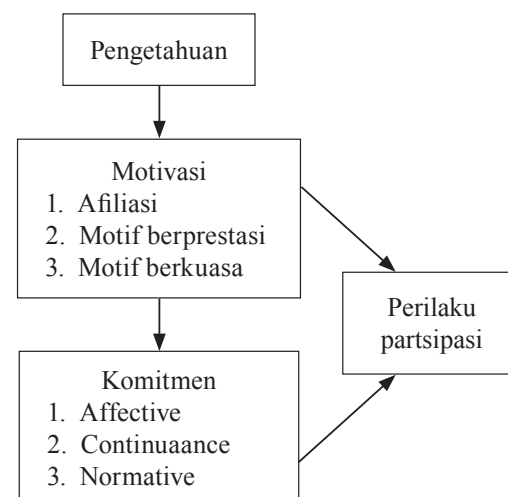 Pengetahuan
Motivasi
1. Afiliasi
2. Motif berprestasi
3. Motif berkuasa
Perilaku
partsipasi
Komitmen
1. Affective
2. Continuaance
3. Normative